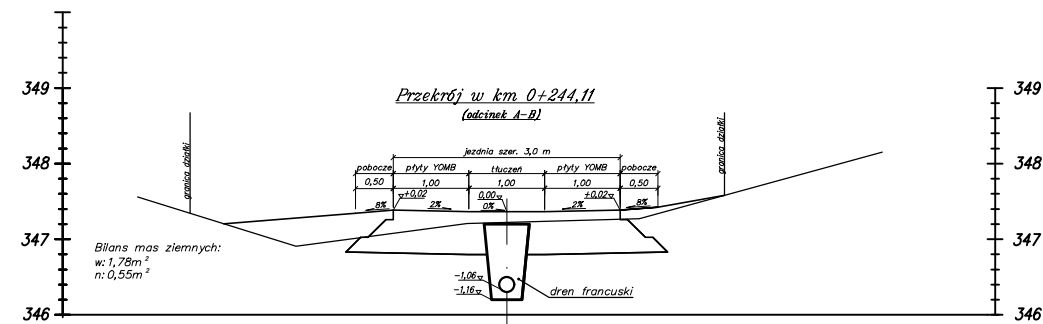 Przekrój w km 0+244,11
(odcinek A-B)
349
349
348
348
347
347
346
346
granica działki
granica działki
jezdnia szer. 3,0 m
pobocze
płyty YOMB
tłuczeń
płyty YOMB
pobocze
0,50
1,00
1,00
1,00
0,50
+0,02
0,00
+0,02
8%
2%
0%
2%
8%
Bilans mas ziemnych:
w: 1,78m²
n: 0,55m²
-1,06
-1,16
dren francuski